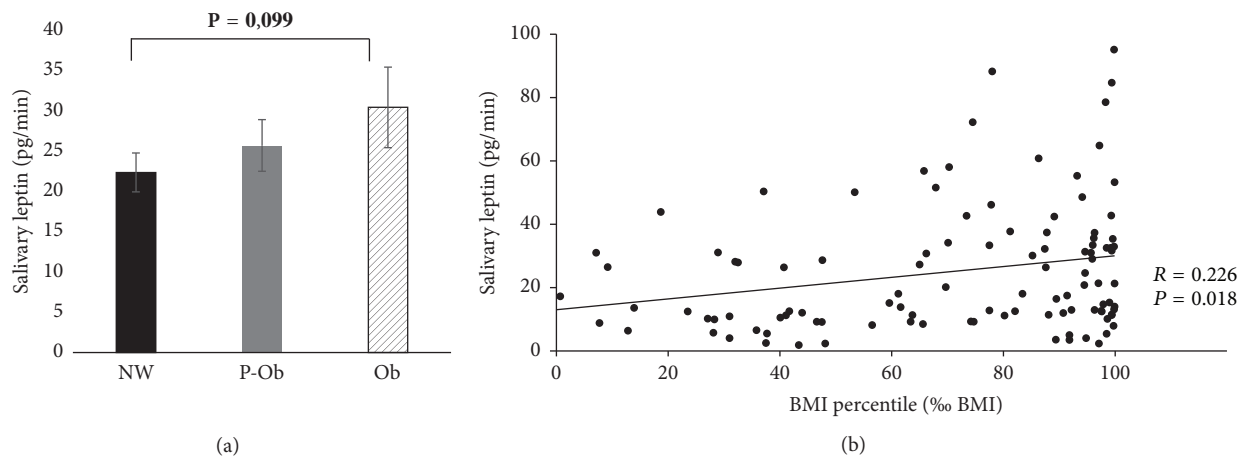 P = 0,099
Salivary leptin (pg/min)
40
35
30
25
20
15
10
5
0
NW P-Ob Ob
(a)
Salivary leptin (pg/min)
100
80
60
40
20
0
0 20 40 60 80 100
BMI percentile (‰ BMI)
R = 0.226
P = 0.018
(b)